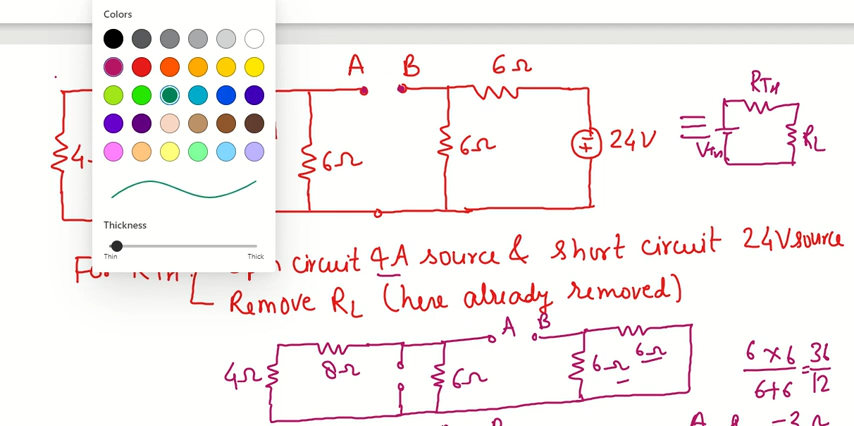 Colors
A B 6Ω
4 6Ω 6Ω 24V
RTH
VTH RL
Thickness
Thin Thick
circuit 4A source & short circuit 24V source
Remove RL (here already removed)
A B
4Ω 8Ω 6Ω 6Ω 6Ω
6 × 6 = 36
6+6 12